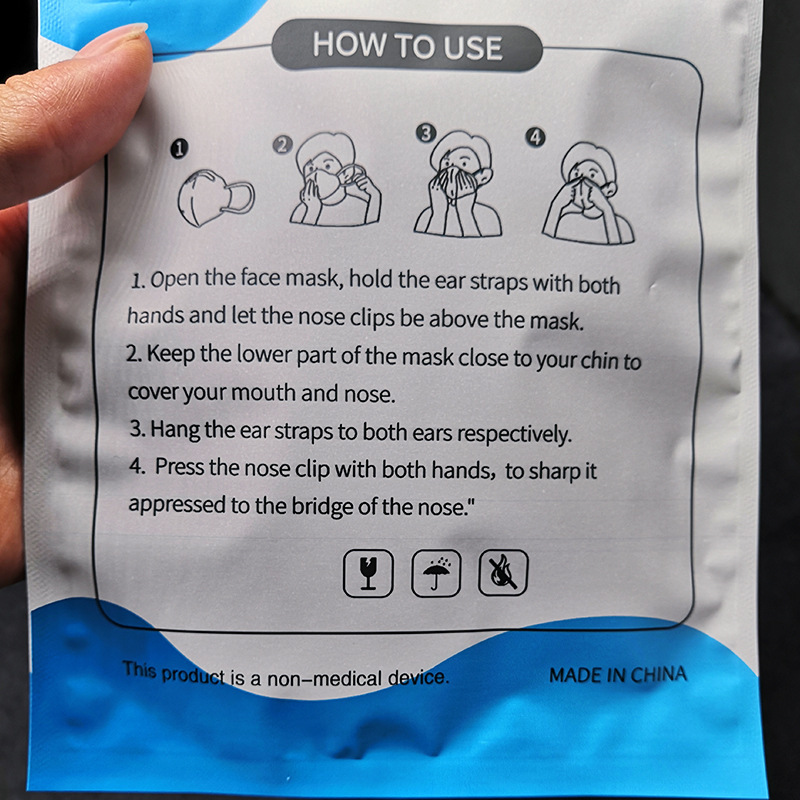 HOW TO USE
1 2 3 4
1. Open the face mask, hold the ear straps with both
hands and let the nose clips be above the mask.
2. Keep the lower part of the mask close to your chin to
cover your mouth and nose.
3. Hang the ear straps to both ears respectively.
4. Press the nose clip with both hands, to sharp it
appressed to the bridge of the nose."
This product is a non-medical device. MADE IN CHINA